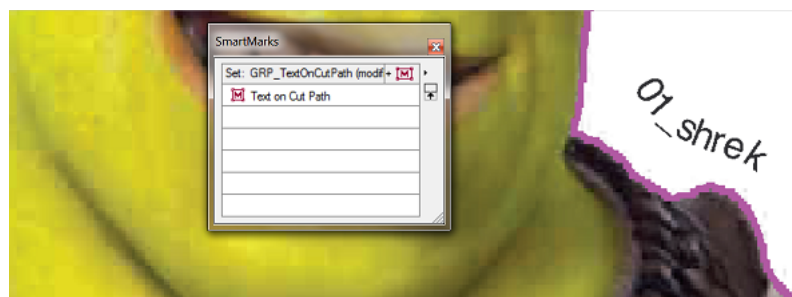 SmartMarks
Set: GRP_TextOnCutPath (modif
Text on Cut Path
01_shrek